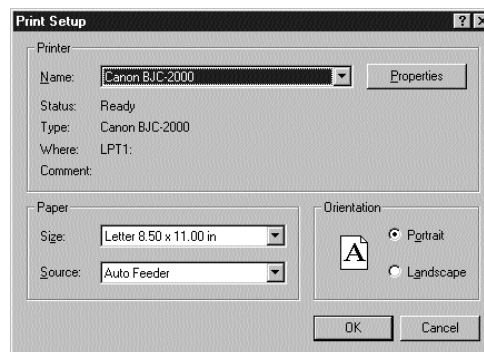 Print Setup
Printer
Name: Canon BJC-2000 Properties
Status: Ready
Type: Canon BJC-2000
Where: LPT1:
Comment:
Paper
Size: Letter 8.50 x 11.00 in
Source: Auto Feeder
Orientation
A
Portrait
Landscape
OK Cancel